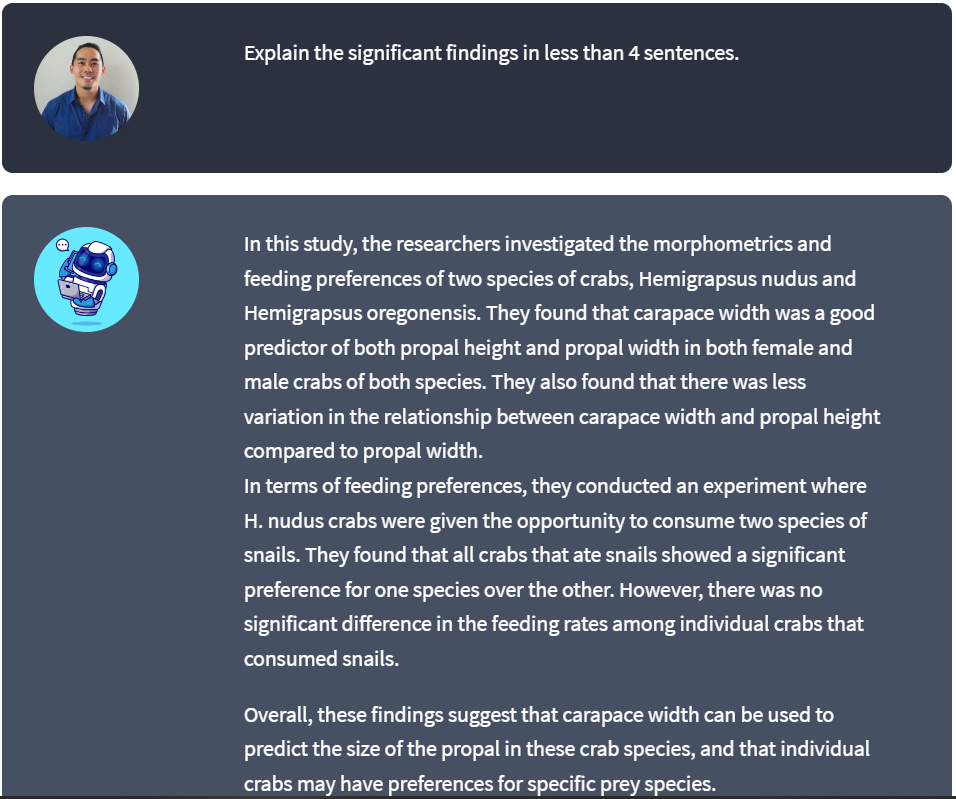 Explain the significant findings in less than 4 sentences.
In this study, the researchers investigated the morphometrics and
feeding preferences of two species of crabs, Hemigrapsus nudus and
Hemigrapsus oregonensis. They found that carapace width was a good
predictor of both propal height and propal width in both female and
male crabs of both species. They also found that there was less
variation in the relationship between carapace width and propal height
compared to propal width.
In terms of feeding preferences, they conducted an experiment where
H. nudus crabs were given the opportunity to consume two species of
snails. They found that all crabs that ate snails showed a significant
preference for one species over the other. However, there was no
significant difference in the feeding rates among individual crabs that
consumed snails.
Overall, these findings suggest that carapace width can be used to
predict the size of the propal in these crab species, and that individual
crabs may have preferences for specific prey species.